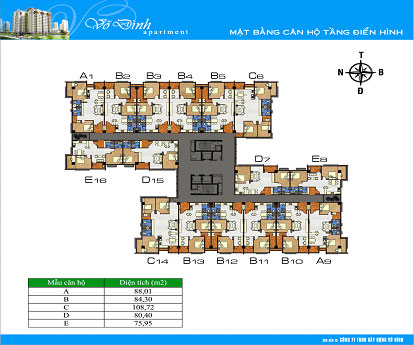 Võ Đình
apartment
MẶT BẰNG CĂN HỘ TẦNG ĐIỂN HÌNH
T
N B
Đ
A1 B2 B3 B4 B5 C6
E16 D15
D7 E8
C14 B13 B12 B11 B10 A9
Mẫu căn hộ Diện tích (m2)
A 88,01
B 84,30
C 108,72
D 80,40
E 75,95
CÔNG TY TNHH XÂY DỰNG VÕ ĐÌNH